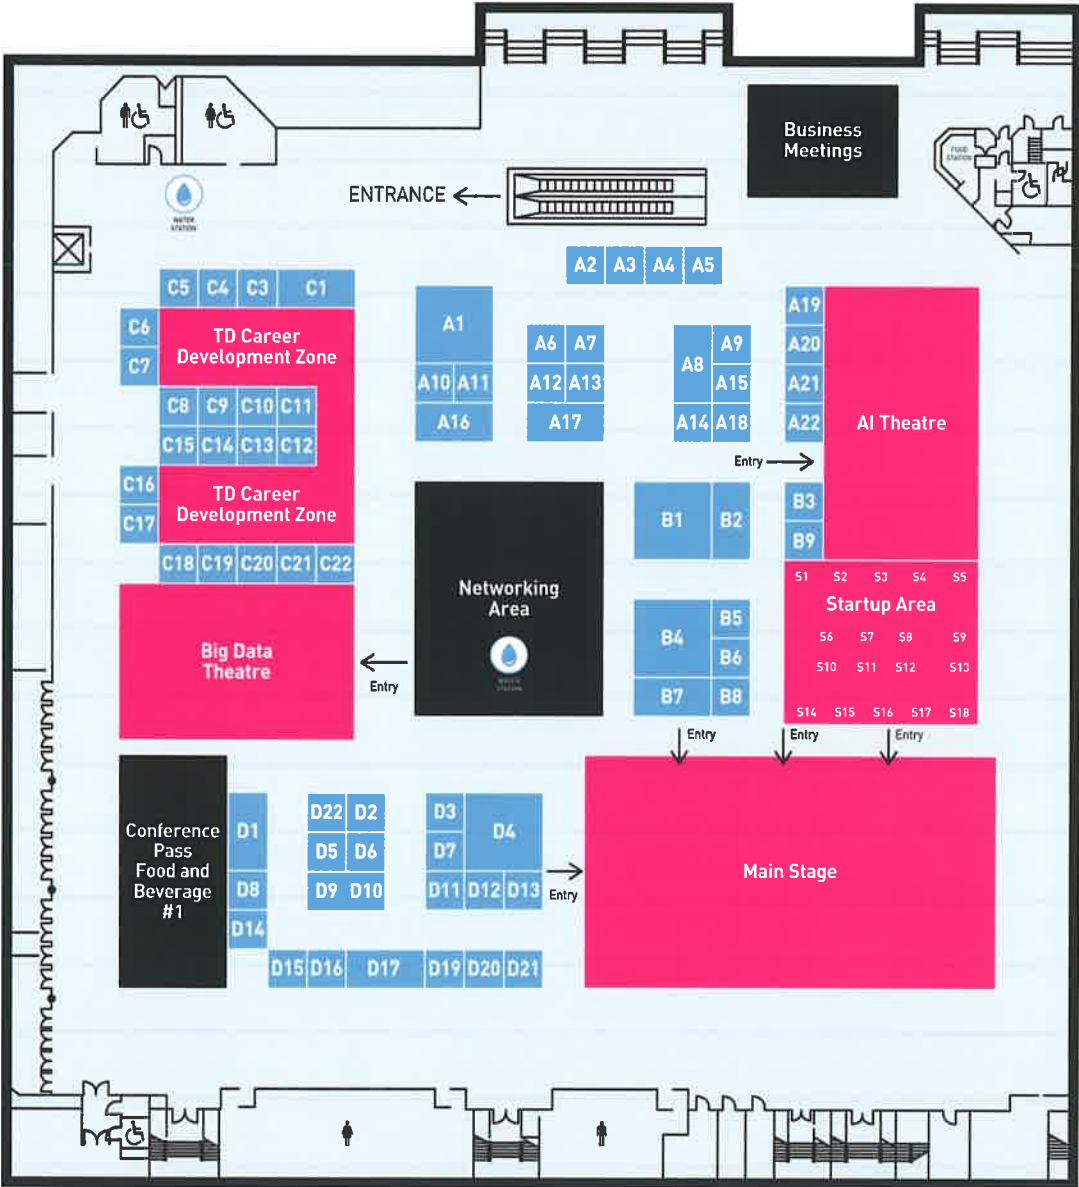 Business
Meetings
FOOD
STATION
ENTRANCE
WATER
STATION
A2 A3 A4 A5
C5 C4 C3 C1
A1
A19
C6
TD Career
Development Zone
A6 A7
A8
A9
A20
C7
A10 A11
A12 A13
A15
A21
C8 C9 C10 C11
A16
A17
A14 A18
A22
AI Theatre
C15 C14 C13 C12
Entry
C16
TD Career
Development Zone
C17
B1 B2
B3
B9
C18 C19 C20 C21 C22
Networking
Area
WATER
STATION
S1 S2 S3 S4 S5
Startup Area
B4
B5
B6
S6 S7 S8 S9
S10 S11 S12 S13
Big Data
Theatre
Entry
B7 B8
S14 S15 S16 S17 S18
Entry
Entry
Entry
Conference
Pass
Food and
Beverage
#1
D1
D22 D2
D3
D4
D5 D6
D7
D8
D9 D10
D11 D12 D13
Entry
Main Stage
D14
D15 D16 D17 D19 D20 D21